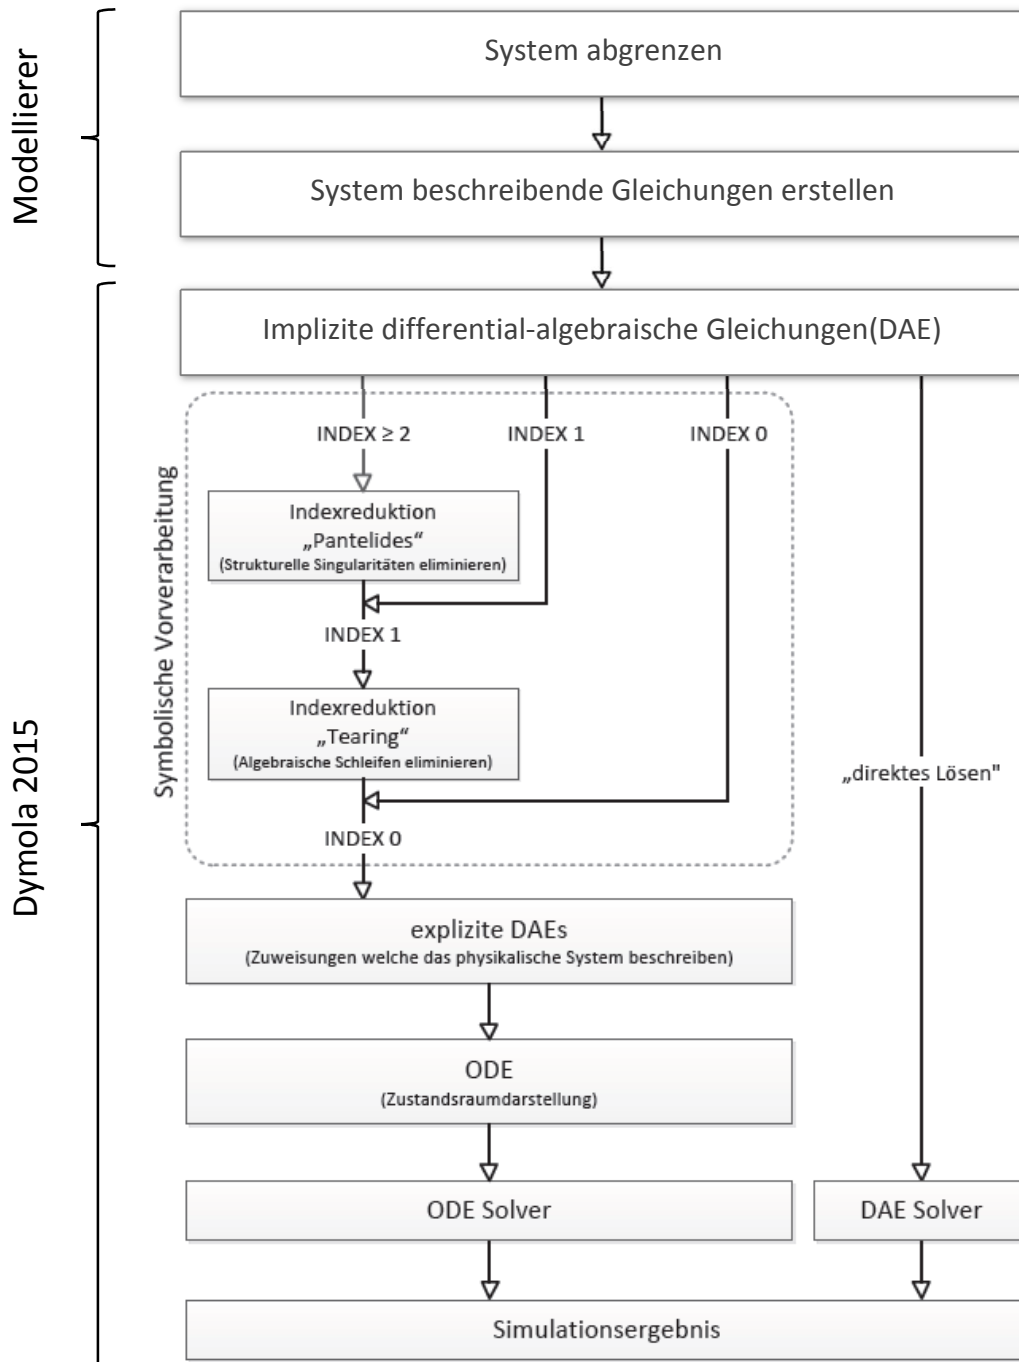 Modellierer
System abgrenzen
System beschreibende Gleichungen erstellen
Dymola 2015
Implizite differential-algebraische Gleichungen(DAE)
Symbolische Vorverarbeitung
INDEX ≥ 2
INDEX 1
INDEX 0
Indexreduktion
„Pantelides“
(Strukturelle Singularitäten eliminieren)
INDEX 1
Indexreduktion
„Tearing“
(Algebraische Schleifen eliminieren)
„direktes Lösen"
INDEX 0
explizite DAEs
(Zuweisungen welche das physikalische System beschreiben)
ODE
(Zustandsraumdarstellung)
ODE Solver
DAE Solver
Simulationsergebnis